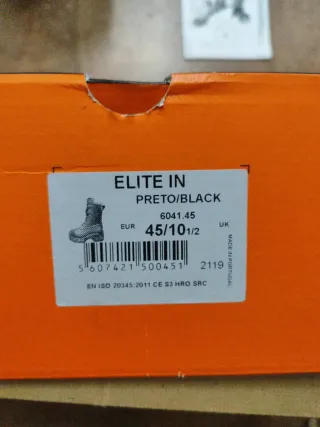 ELITE IN
PRETO/BLACK
6041.45
EUR 45/10 1/2 UK
5 607421 500451 2119
EN ISO 20345:2011 CE S3 HRO SRC
MADE IN PORTUGAL